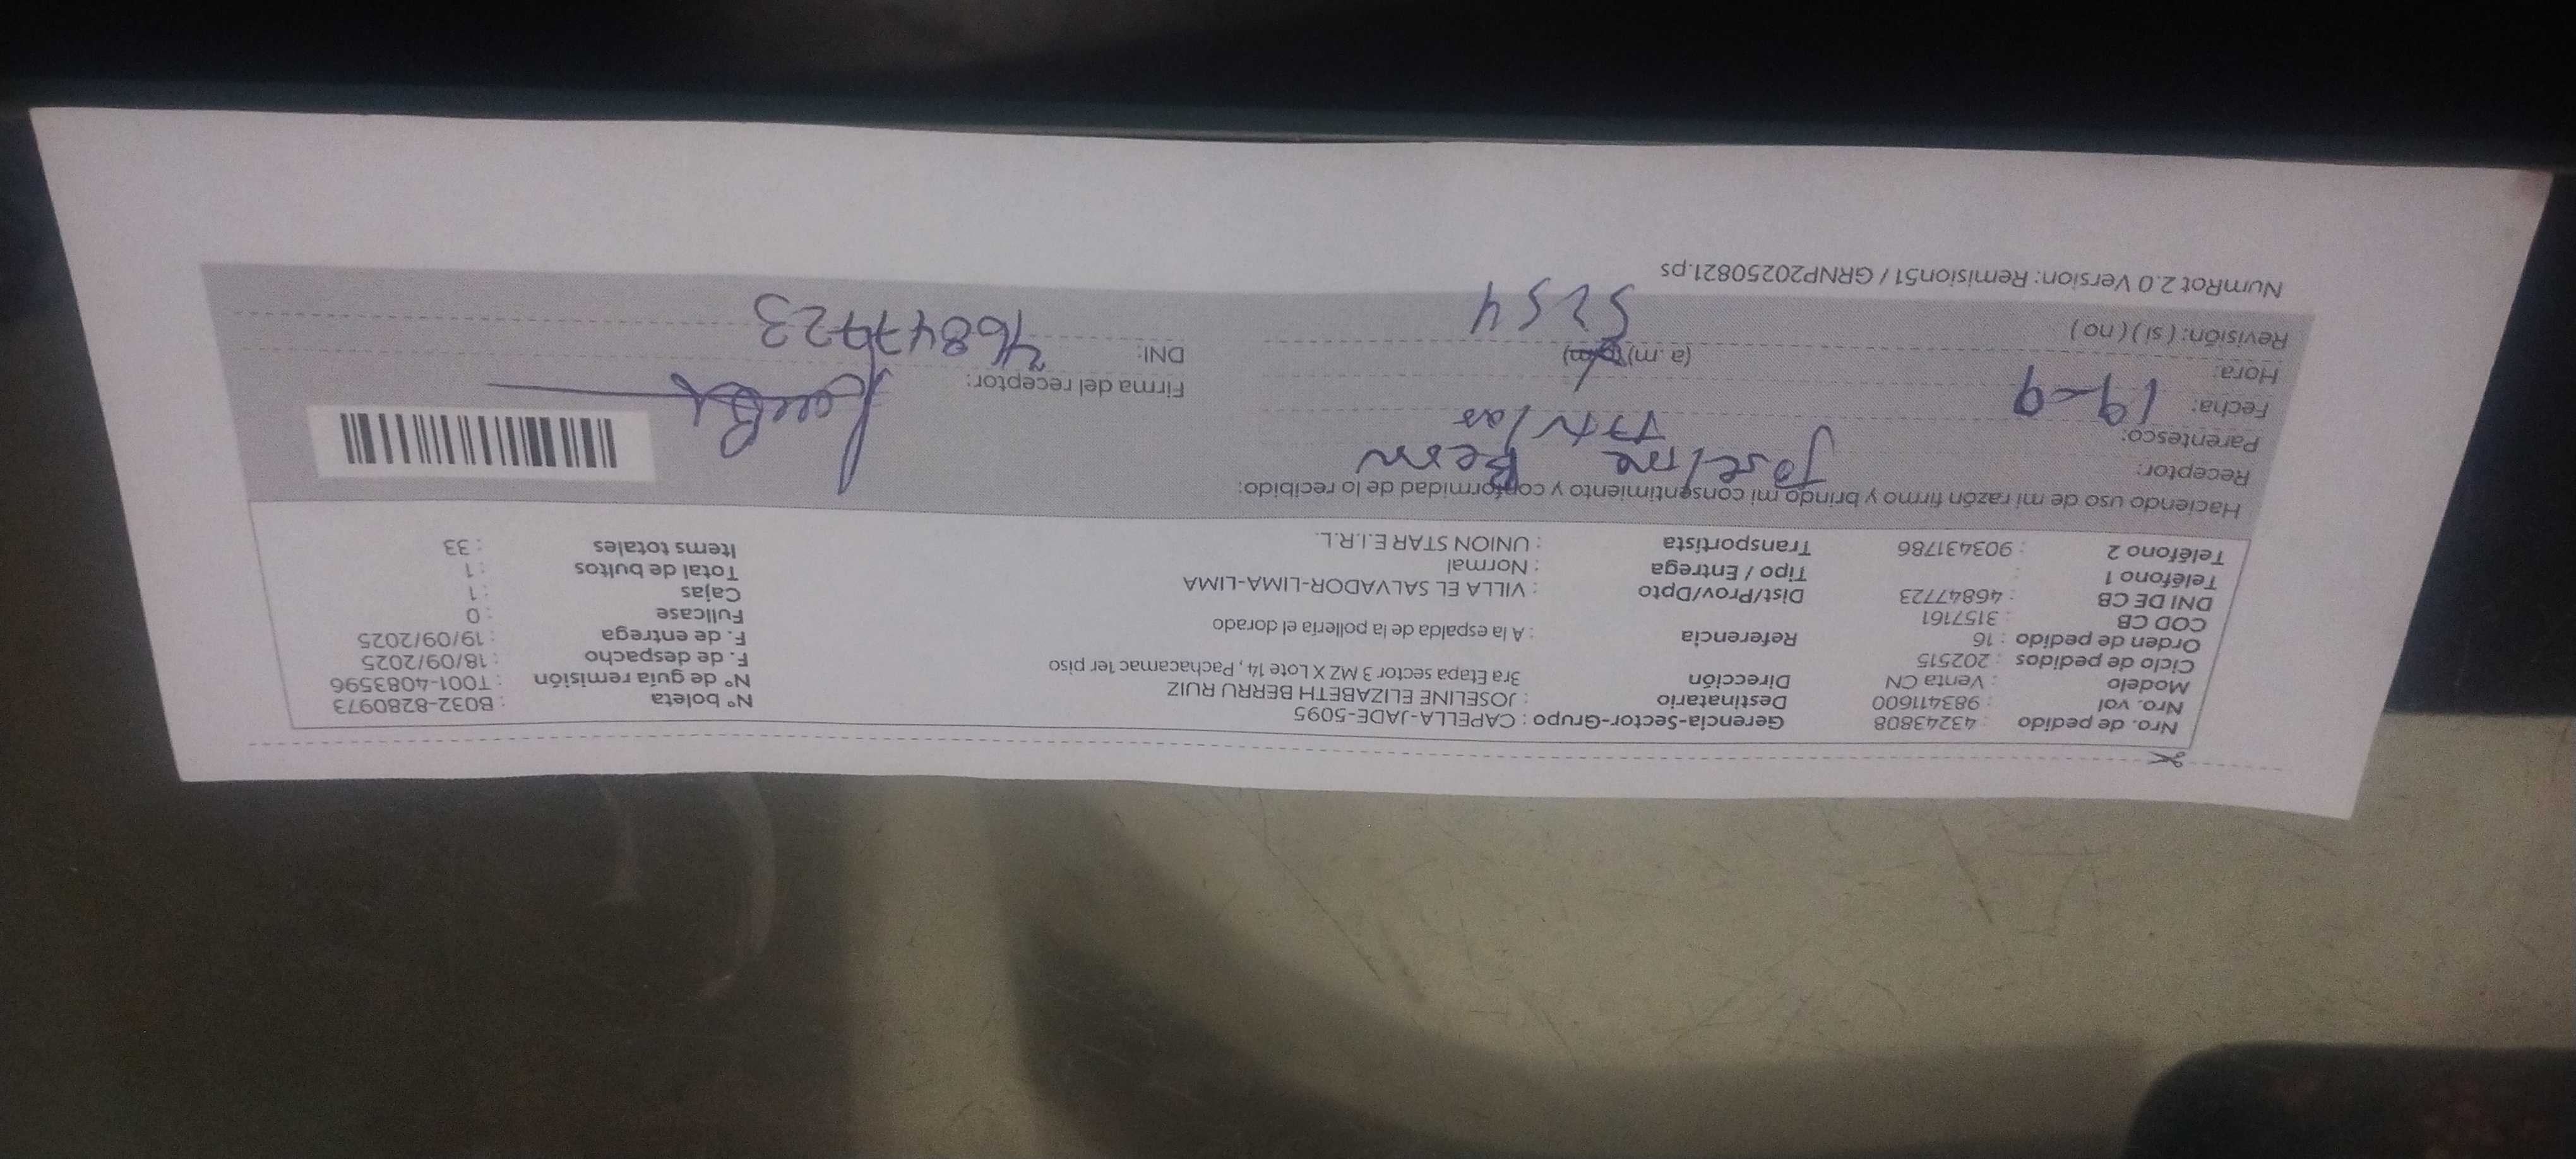 Nro. de pedido : 43243808 Gerencia-Sector-Grupo : CAPELLA-JADE-5095
Nro. vol : 983411600 Destinatario : JOSELINE ELIZABETH BERRU RUIZ Nº boleta : B032-8280973
Modelo : Venta CN Dirección 3ra Etapa sector 3 MZ X Lote 14 , Pachacamac 1er piso Nº de guía remisión : T001-4083596
Ciclo de pedidos : 202515 F. de despacho : 18/09/2025
Orden de pedido : 16 Referencia : A la espalda de la pollería el dorado F. de entrega : 19/09/2025
COD CB : 3157161 Fullcase : 0
DNI DE CB : 46847723 Dist/Prov/Dpto : VILLA EL SALVADOR-LIMA-LIMA Cajas : 1
Teléfono 1 : Tipo / Entrega : Normal Total de bultos : 1
Teléfono 2 : 903431786 Transportista : UNION STAR E.I.R.L. Items totales : 33
Haciendo uso de mi razón firmo y brindo mi consentimiento y conformidad de lo recibido:
Receptor: Joseline
Parentesco:
Fecha: 19-9 Firma del receptor:
Hora: (a.m) (p.m) DNI: 46847723
Revisión: ( si ) ( no ) 5254
NumRot 2.0 Version: Remision51 / GRNP20250821.ps